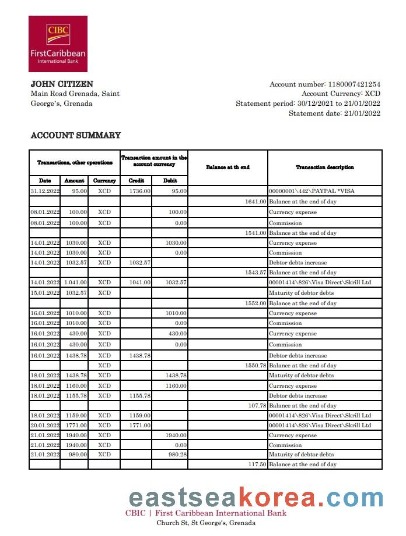 CIBC
FirstCaribbean
International Bank
JOHN CITIZEN
Main Road Grenada, Saint
George's, Grenada
Account number: 1180007421254
Account Currency: XCD
Statement period: 30/12/2021 to 21/01/2022
Statement date: 21/01/2022
ACCOUNT SUMMARY
Transactions, other operations Transaction amount in the account currency Balance at th end Transaction description
Date Amount Currency Credit Debit
31.12.2022 95.00 XCD 1736.00 95.00 00000001\442\PAYPAL *VISA
1641.00 Balance at the end of day
08.01.2022 100.00 XCD 100.00 Currency expense
08.01.2022 100.00 XCD 0.00 Commission
1541.00 Balance at the end of day
14.01.2022 1030.00 XCD 1030.00 Currency expense
14.01.2022 1030.00 XCD 0.00 Commission
14.01.2022 1032.57 XCD 1032.57 Debtor debts increase
1543.57 Balance at the end of day
14.01.2022 1.041.00 XCD 1041.00 1032.57 00001414\826\Visa Direct\Skrill Ltd
15.01.2022 1032.57 XCD Maturity of debtor debts
1552.00 Balance at the end of day
16.01.2022 1010.00 XCD 1010.00 Currency expense
16.01.2022 1010.00 XCD 0.00 Commission
16.01.2022 430.00 XCD 430.00 Currency expense
16.01.2022 430.00 XCD 0.00 Commission
16.01.2022 1438.78 XCD 1438.78 Debtor debts increase
XCD 1550.78 Balance at the end of day
18.01.2022 1438.78 XCD 1438.78 Maturity of debtor debts
18.01.2022 1160.00 XCD 1160.00 Currency expense
18.01.2022 1155.78 XCD 1155.78 Debtor debts increase
107.78 Balance at the end of day
18.01.2022 1159.00 XCD 1159.00 00001414\826\Visa Direct\Skrill Ltd
20.01.2022 1771.00 XCD 1771.00 00001414\826\Visa Direct\Skrill Ltd
21.01.2022 1940.00 XCD 1940.00 Currency expense
21.01.2022 1940.00 XCD 0.00 Commission
21.01.2022 980.00 XCD 980.28 Maturity of debtor debts
117.50 Balance at the end of day
eastseakorea.com
CIBC | First Caribbean International Bank
Church St, St George's, Grenada